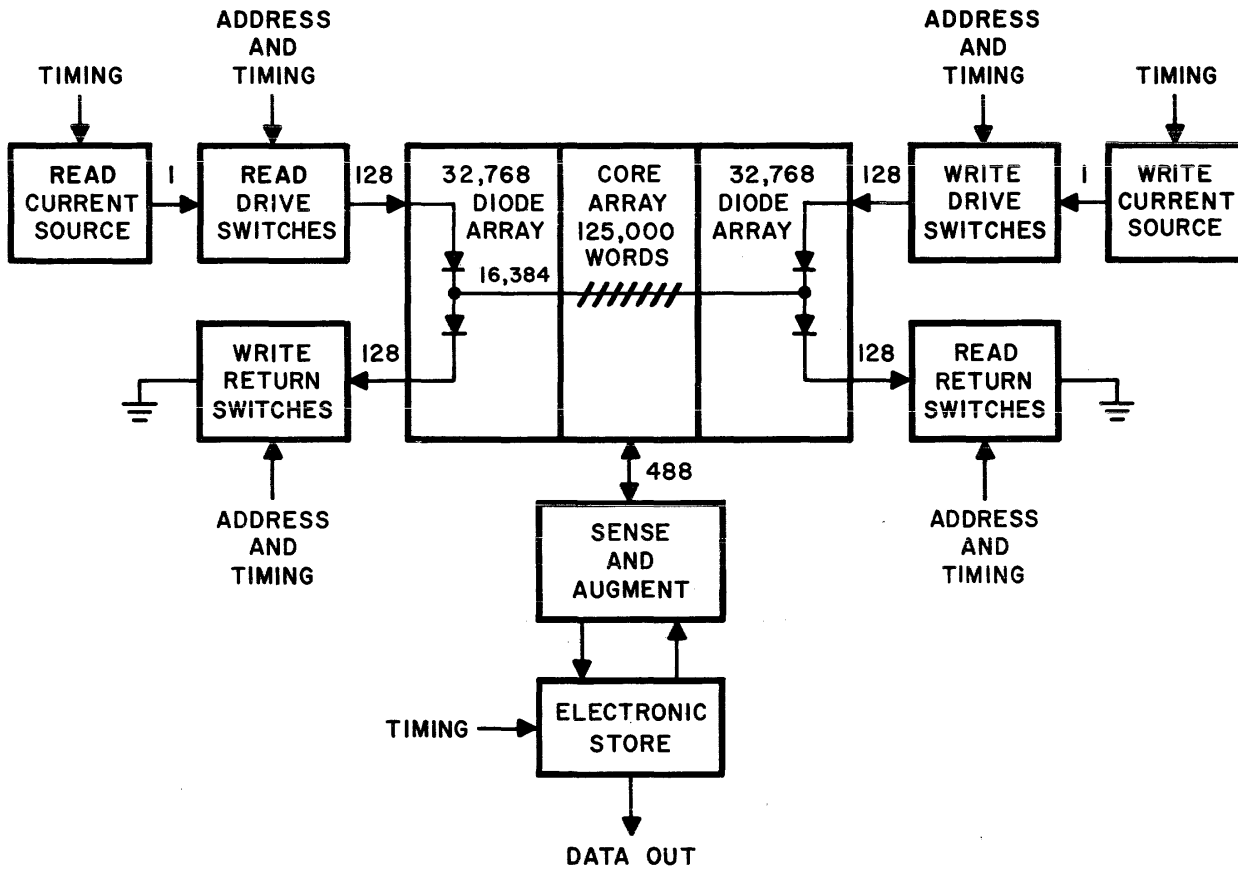 ADDRESS
AND
TIMING
TIMING
ADDRESS
AND
TIMING
TIMING
READ
CURRENT
SOURCE
1
READ
DRIVE
SWITCHES
128
32,768
DIODE
ARRAY
CORE
ARRAY
125,000
WORDS
32,768
DIODE
ARRAY
128
WRITE
DRIVE
SWITCHES
1
WRITE
CURRENT
SOURCE
16,384
WRITE
RETURN
SWITCHES
128
128
READ
RETURN
SWITCHES
ADDRESS
AND
TIMING
488
ADDRESS
AND
TIMING
SENSE
AND
AUGMENT
TIMING
ELECTRONIC
STORE
DATA OUT